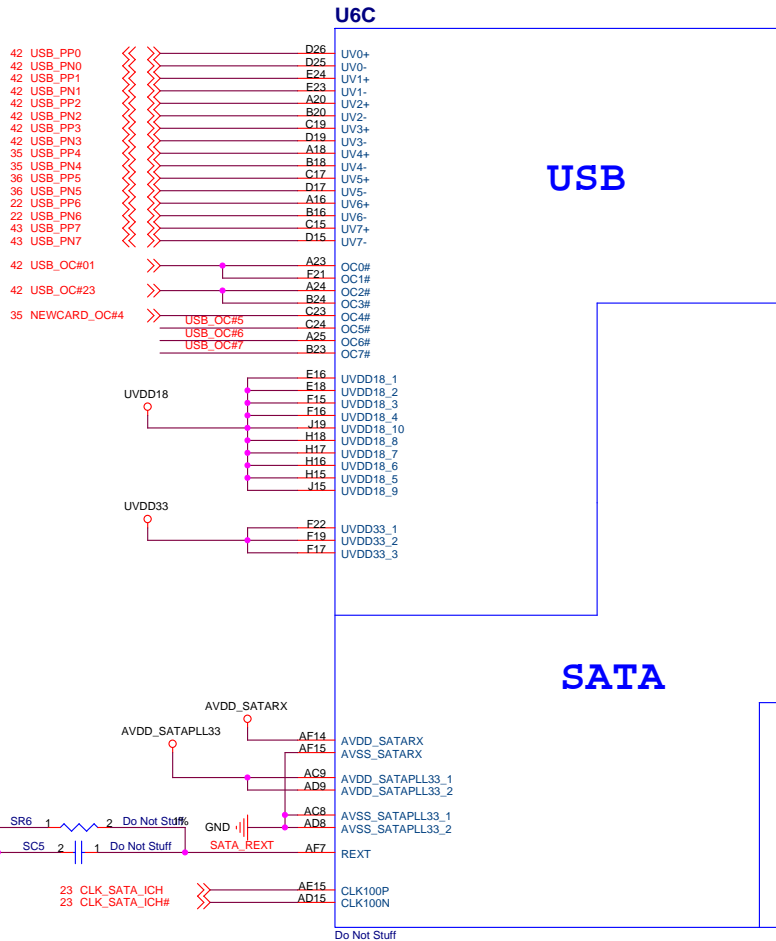 U6C
42 USB_PP0 D26 UV0+
42 USB_PN0 D25 UV0-
42 USB_PP1 E24 UV1+
42 USB_PN1 E23 UV1-
42 USB_PP2 A20 UV2+
42 USB_PN2 B20 UV2-
42 USB_PP3 C19 UV3+
42 USB_PN3 D19 UV3-
35 USB_PP4 A18 UV4+
35 USB_PN4 B18 UV4-
36 USB_PP5 C17 UV5+
36 USB_PN5 D17 UV5-
22 USB_PP6 A16 UV6+
22 USB_PN6 B16 UV6-
43 USB_PP7 C15 UV7+
43 USB_PN7 D15 UV7-
USB
42 USB_OC#01 A23 OC0#
F21 OC1#
42 USB_OC#23 A24 OC2#
B24 OC3#
35 NEWCARD_OC#4 C23 OC4#
USB_OC#5 C24 OC5#
USB_OC#6 A25 OC6#
USB_OC#7 B23 OC7#
E16 UVDD18_1
UVDD18 E18 UVDD18_2
F15 UVDD18_3
F16 UVDD18_4
J19 UVDD18_10
H18 UVDD18_8
H17 UVDD18_7
H16 UVDD18_6
H15 UVDD18_5
J15 UVDD18_9
UVDD33
F22 UVDD33_1
F19 UVDD33_2
F17 UVDD33_3
SATA
AVDD_SATARX
AVDD_SATAPLL33
AF14 AVDD_SATARX
AF15 AVSS_SATARX
AC9 AVDD_SATAPLL33_1
AD9 AVDD_SATAPLL33_2
AC8 AVSS_SATAPLL33_1
SR6 1 2 Do Not Stuff 1% GND AD8 AVSS_SATAPLL33_2
SC5 2 1 Do Not Stuff SATA_REXT AF7 REXT
23 CLK_SATA_ICH AE15 CLK100P
23 CLK_SATA_ICH# AD15 CLK100N
Do Not Stuff